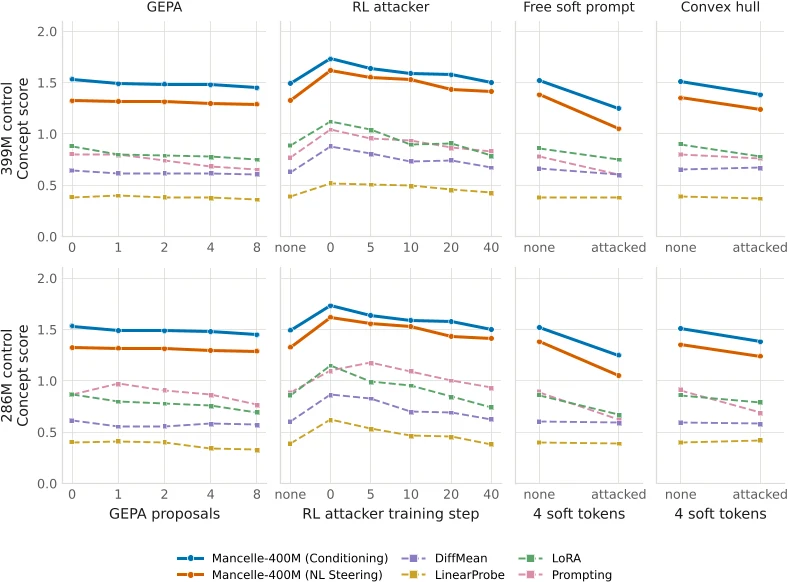 GEPA RL attacker Free soft prompt Convex hull
399M control
Concept score
2.0
1.5
1.0
0.5
0.0
0 1 2 4 8 none 0 5 10 20 40 none attacked none attacked
286M control
Concept score
2.0
1.5
1.0
0.5
0.0
0 1 2 4 8 none 0 5 10 20 40 none attacked none attacked
GEPA proposals RL attacker training step 4 soft tokens 4 soft tokens
Mancelle-400M (Conditioning) DiffMean LoRA
Mancelle-400M (NL Steering) LinearProbe Prompting